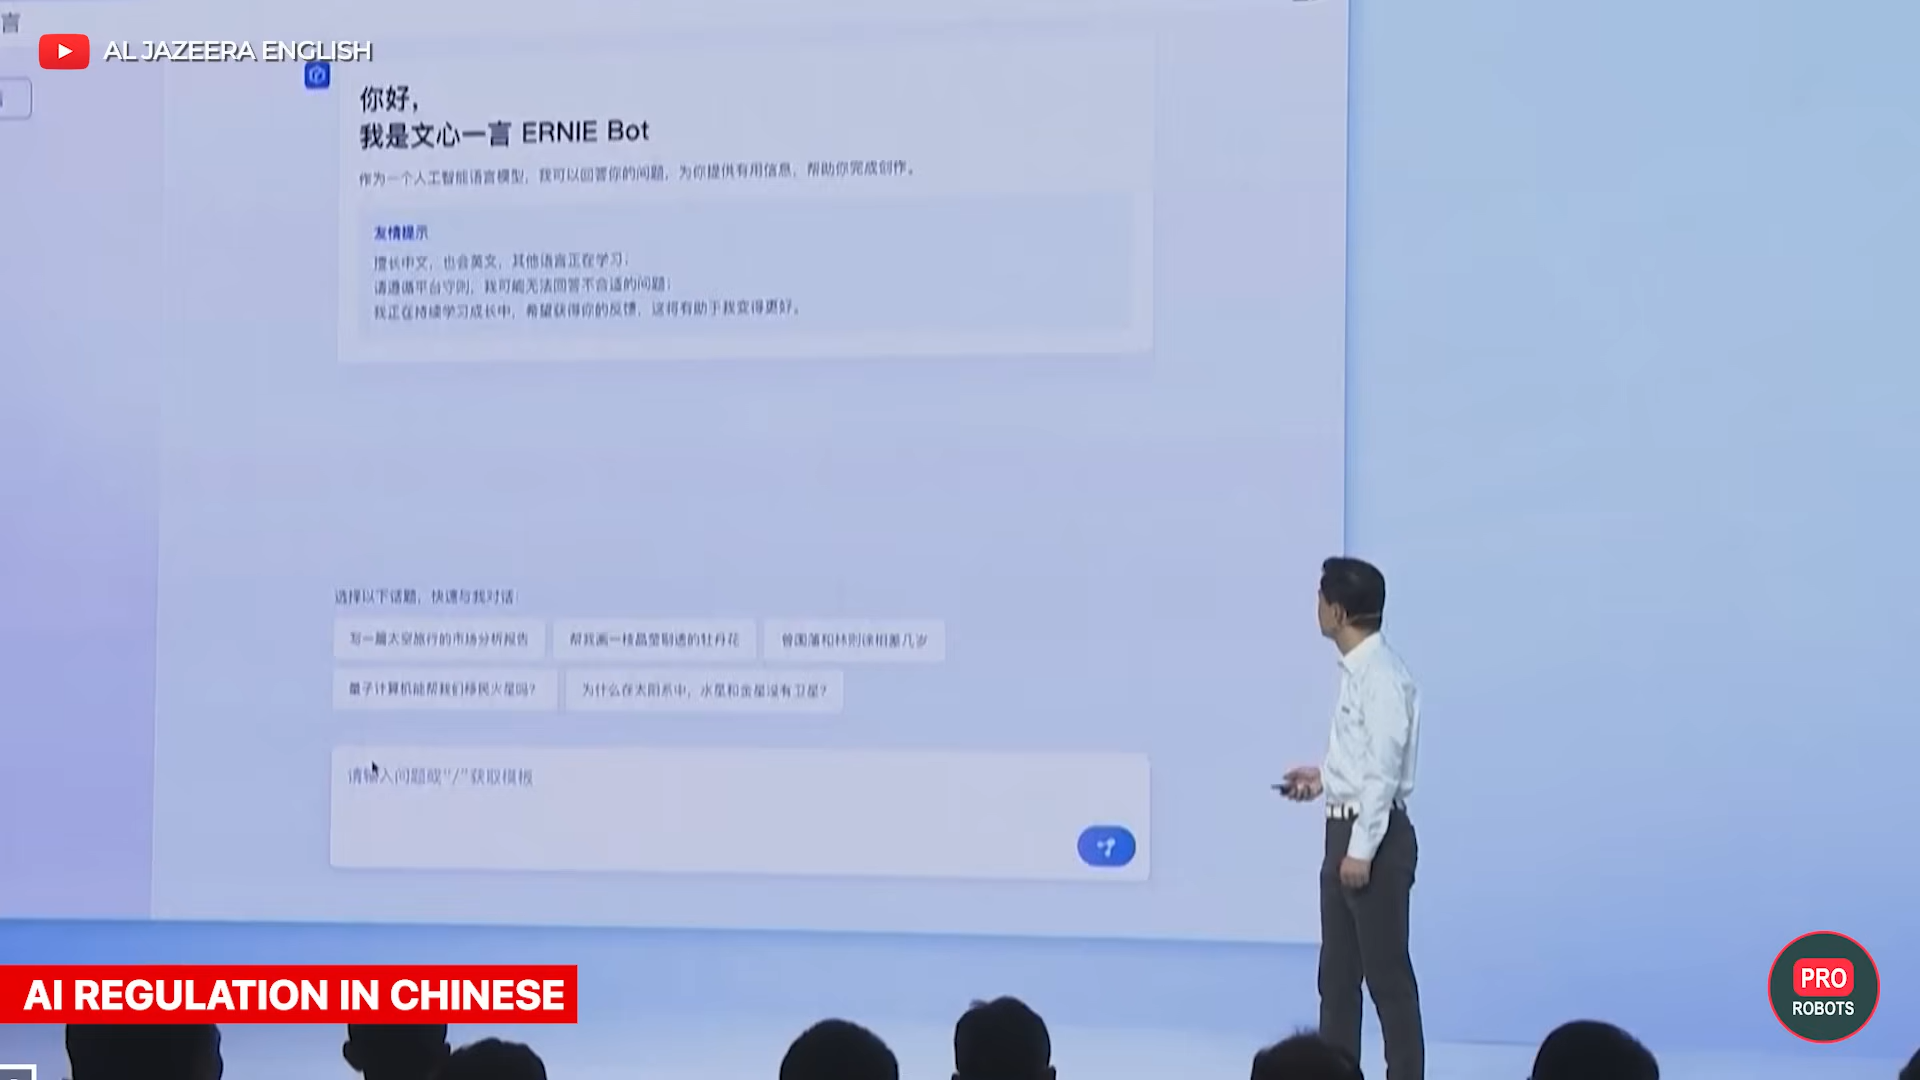 言
AL JAZEERA ENGLISH
你好，
我是文心一言 ERNIE Bot
作为一个人工智能语言模型，我可以回答你的问题，为你提供有用信息，帮助你完成创作。
友情提示
擅长中文，也会英文，其他语言正在学习；
请遵循平台守则，我可能无法回答不合适的问题；
我正在持续学习成长中，希望获得你的反馈，这将有助于我变得更好。
选择以下话题，快速与我对话：
写一篇太空旅行的市场分析报告
帮我画一枝晶莹剔透的牡丹花
曾国藩和林则徐相差几岁
量子计算机能帮我们移民火星吗？
为什么在太阳系中，水星和金星没有卫星？
请输入问题或“/”获取模板
AI REGULATION IN CHINESE
PRO
ROBOTS